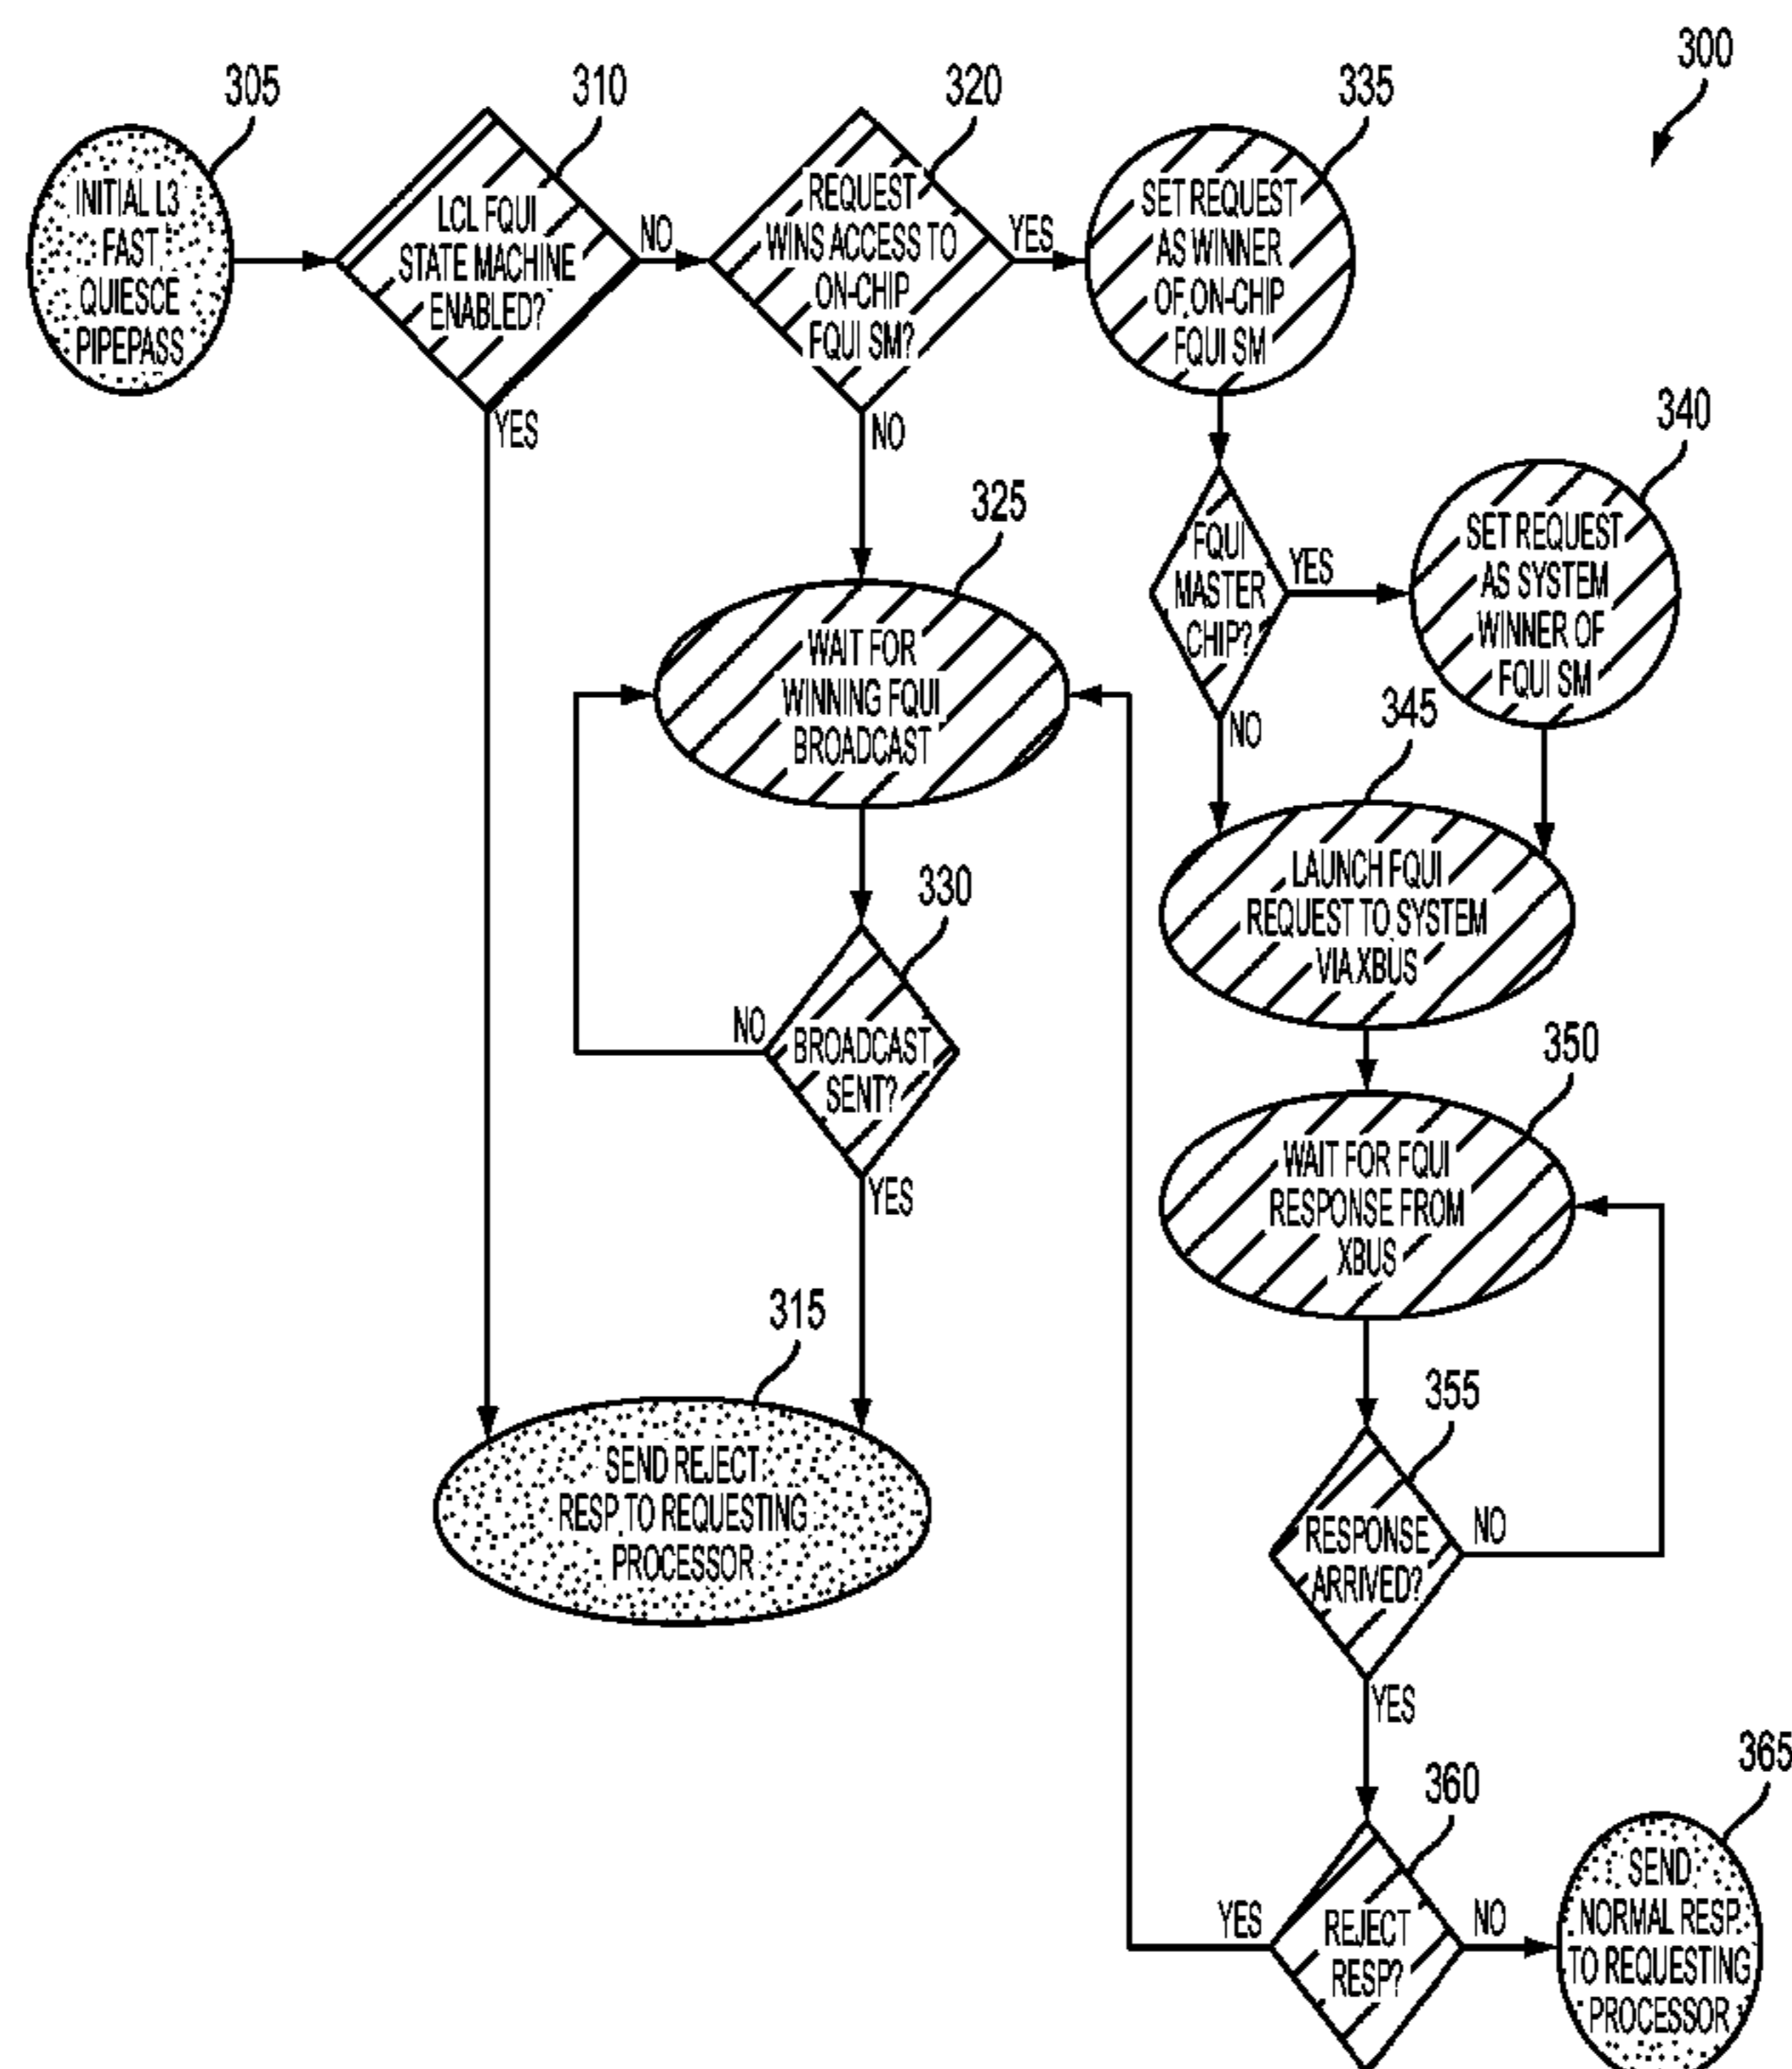 300
305
INITIAL L3
FAST
QUIESCE
PIPEPASS
310
LCL FQUI
STATE MACHINE
ENABLED?
NO
YES
320
REQUEST
WINS ACCESS TO
ON-CHIP
FQUI SM?
YES
NO
335
SET REQUEST
AS WINNER
OF ON-CHIP
FQUI SM
FQUI
MASTER
CHIP?
YES
NO
340
SET REQUEST
AS SYSTEM
WINNER OF
FQUI SM
325
WAIT FOR
WINNING FQUI
BROADCAST
330
BROADCAST
SENT?
NO
YES
315
SEND REJECT
RESP TO REQUESTING
PROCESSOR
345
LAUNCH FQUI
REQUEST TO SYSTEM
VIA XBUS
350
WAIT FOR FQUI
RESPONSE FROM
XBUS
355
RESPONSE
ARRIVED?
NO
YES
360
REJECT
RESP?
YES
NO
365
SEND
NORMAL RESP
TO REQUESTING
PROCESSOR